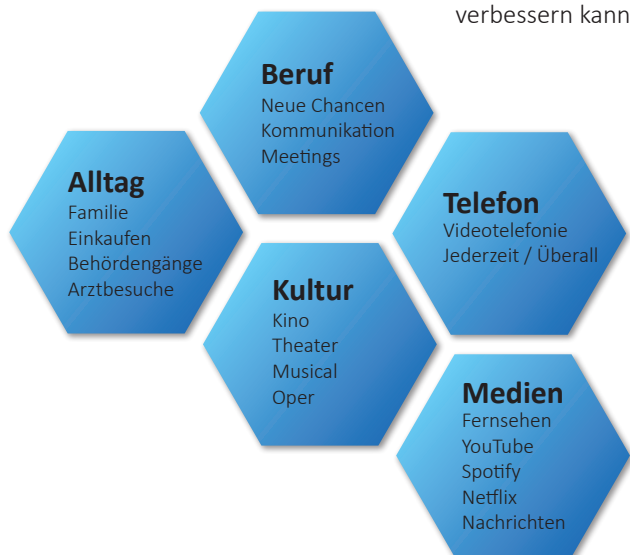 verbessern kann
Beruf
Neue Chancen
Kommunikation
Meetings
Alltag
Familie
Einkaufen
Behördengänge
Arztbesuche
Telefon
Videotelefonie
Jederzeit / Überall
Kultur
Kino
Theater
Musical
Oper
Medien
Fernsehen
YouTube
Spotify
Netflix
Nachrichten